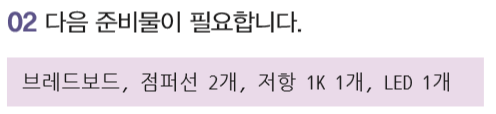 02 다음 준비물이 필요합니다.
브레드보드, 점퍼선 2개, 저항 1K 1개, LED 1개